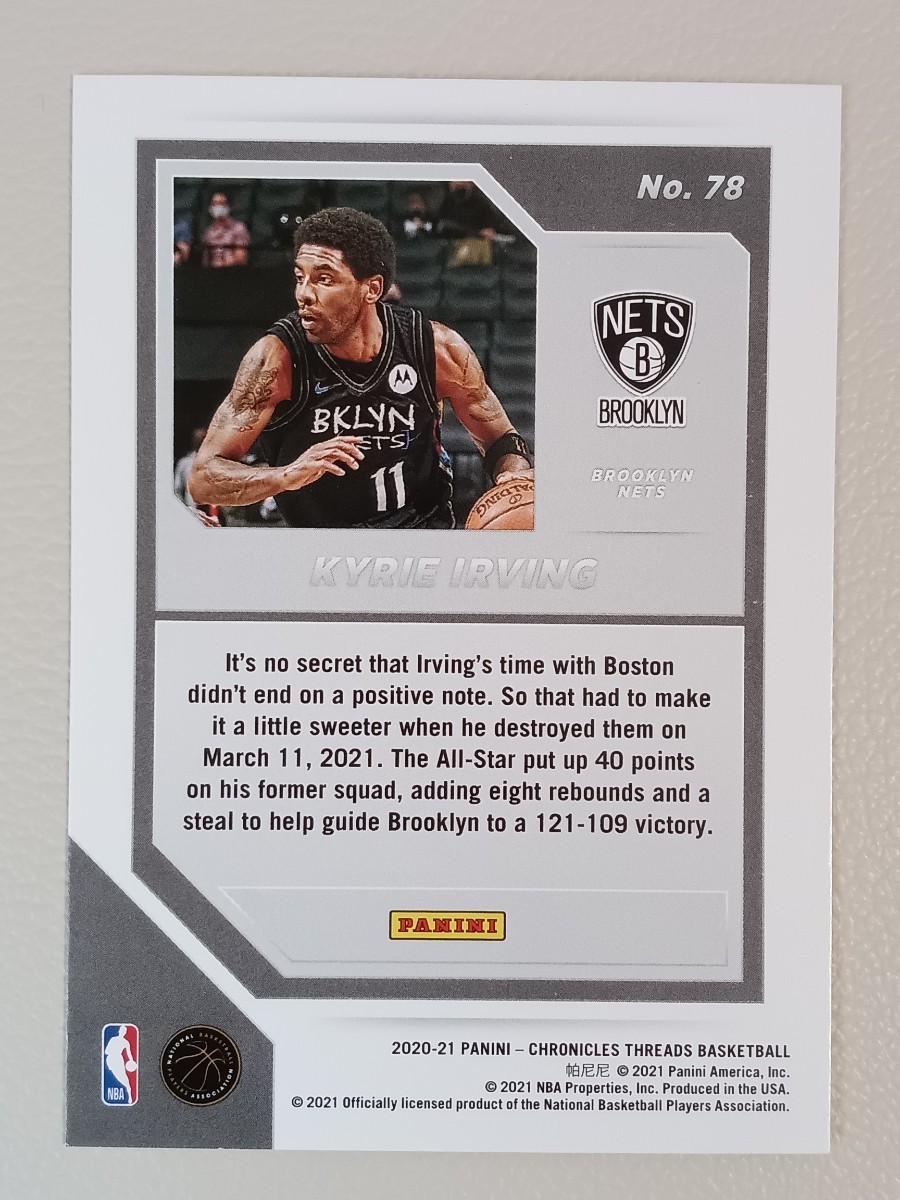 No. 78
NETS
B
BROOKLYN
BROOKLYN
NETS
BKLYN
NETS
11
SPALDING
KYRIE IRVING
It's no secret that Irving's time with Boston
didn't end on a positive note. So that had to make
it a little sweeter when he destroyed them on
March 11, 2021. The All-Star put up 40 points
on his former squad, adding eight rebounds and a
steal to help guide Brooklyn to a 121-109 victory.
PANINI
NBA
NATIONAL BASKETBALL
PLAYERS ASSOCIATION
2020-21 PANINI – CHRONICLES THREADS BASKETBALL
帕尼尼 © 2021 Panini America, Inc.
© 2021 NBA Properties, Inc. Produced in the USA.
© 2021 Officially licensed product of the National Basketball Players Association.